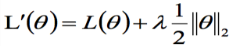 L′(θ) = L(θ) + λ 1/2 ‖θ‖₂